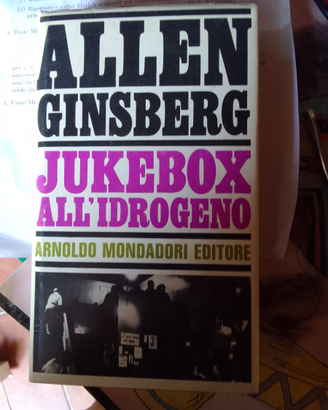 ALLEN
GINSBERG
JUKEBOX
ALL'IDROGENO
ARNOLDO MONDADORI EDITORE